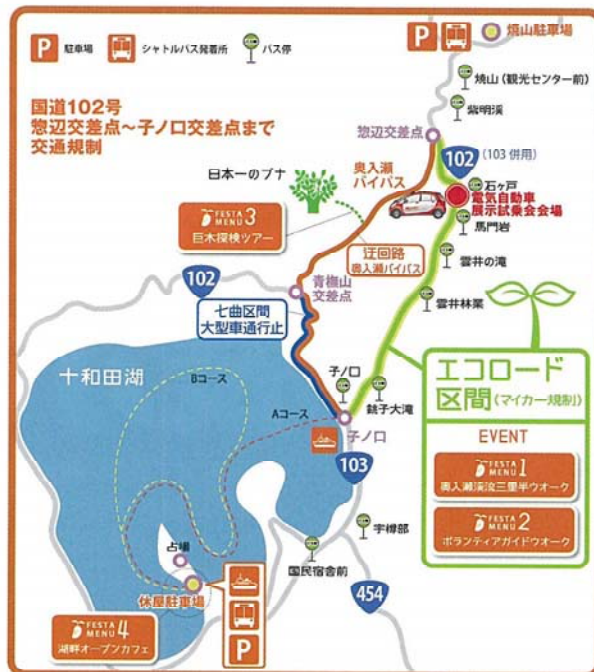 P 駐車場
シャトルバス発着所
バス停
P
焼山駐車場
国道102号
惣辺交差点～子ノ口交差点まで
交通規制
焼山（観光センター前）
紫明渓
惣辺交差点
102
(103 併用)
日本一のブナ
奥入瀬
バイパス
石ヶ戸
電気自動車
展示試乗会会場
FESTA MENU 3
巨木探検ツアー
馬門岩
迂回路
奥入瀬バイパス
雲井の滝
102
青橅山
交差点
雲井林業
七曲区間
大型車通行止
十和田湖
Bコース
子ノ口
エコロード
区間(マイカー規制)
銚子大滝
Aコース
子ノ口
EVENT
103
FESTA MENU 1
奥入瀬渓流三里半ウオーク
FESTA MENU 2
ボランティアガイドウオーク
宇樽部
占場
国民宿舎前
休屋駐車場
454
FESTA MENU 4
湖畔オープンカフェ
P